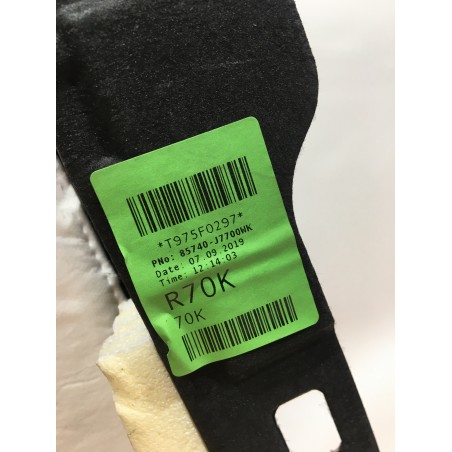 *T975F0297*
PNo: 85740-J7700WK
Date: 07.09.2019
Time: 12:14:03
R70K
70K